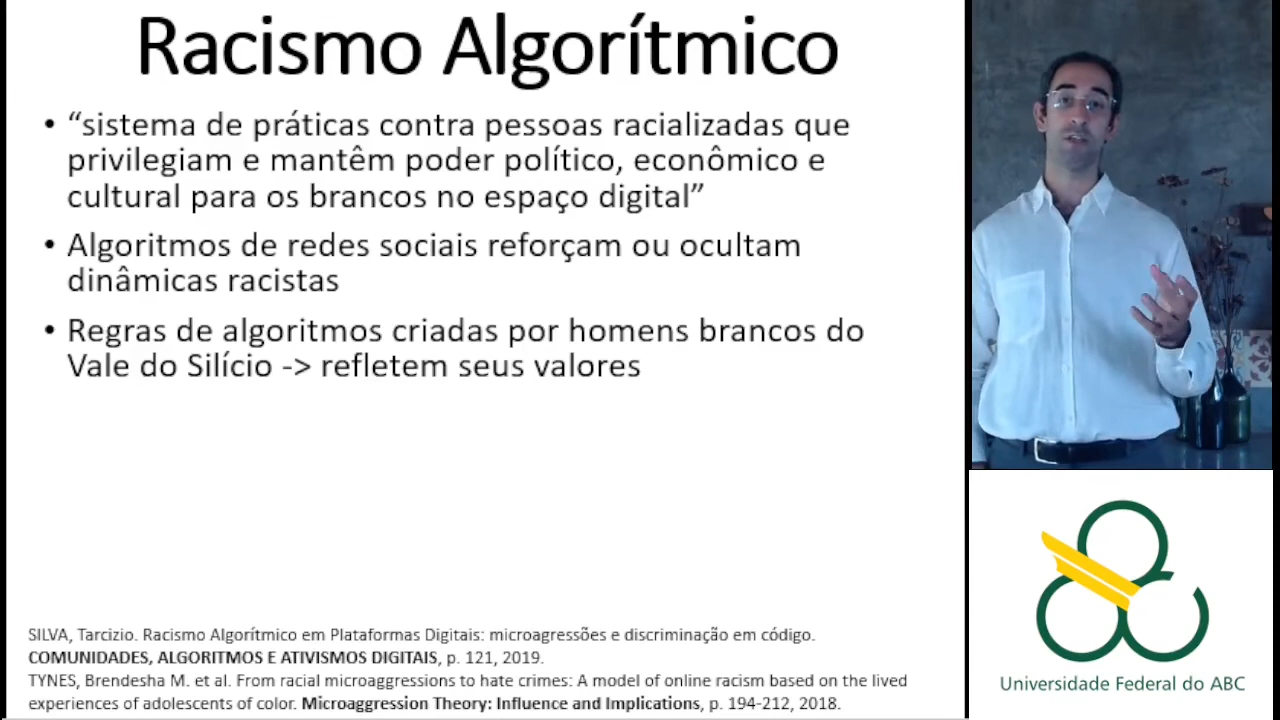 Racismo Algorítmico
• “sistema de práticas contra pessoas racializadas que
privilegiam e mantêm poder político, econômico e
cultural para os brancos no espaço digital”
• Algoritmos de redes sociais reforçam ou ocultam
dinâmicas racistas
• Regras de algoritmos criadas por homens brancos do
Vale do Silício -> refletem seus valores
SILVA, Tarcizio. Racismo Algorítmico em Plataformas Digitais: microagressões e discriminação em código.
COMUNIDADES, ALGORITMOS E ATIVISMOS DIGITAIS, p. 121, 2019.
TYNES, Brendesha M. et al. From racial microaggressions to hate crimes: A model of online racism based on the lived
experiences of adolescents of color. Microaggression Theory: Influence and Implications, p. 194-212, 2018.
Universidade Federal do ABC